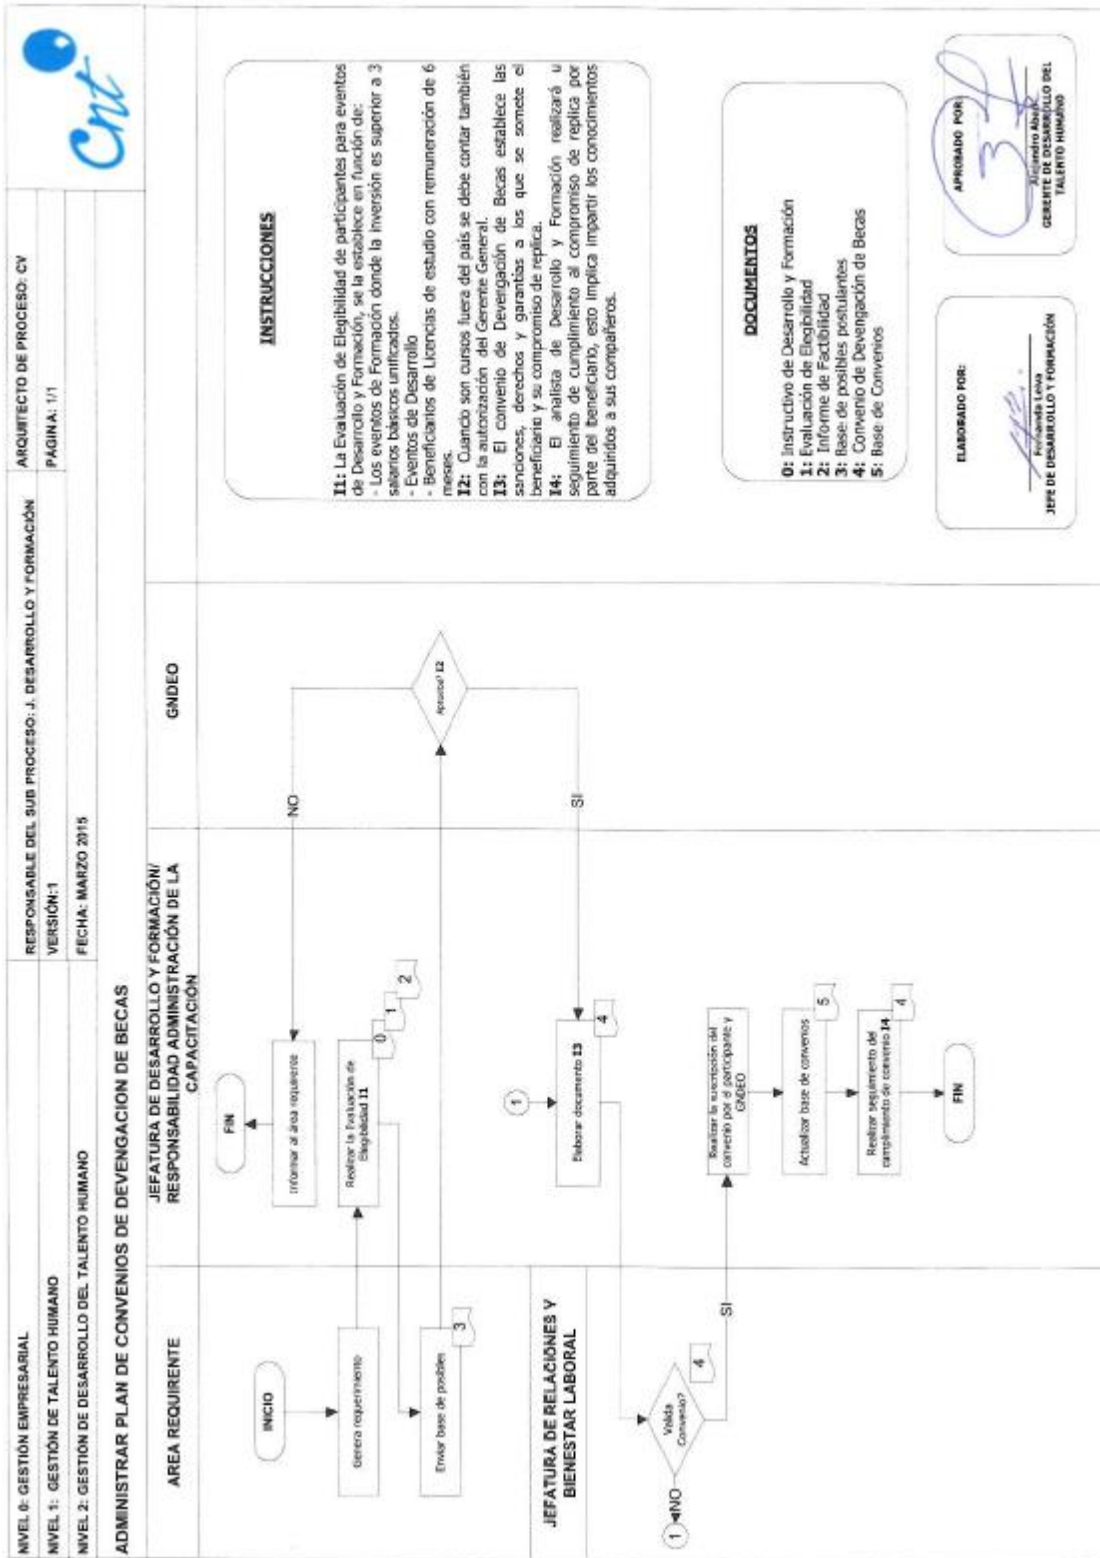 NIVEL 0: GESTIÓN EMPRESARIAL
RESPONSABLE DEL SUB PROCESO: J. DESARROLLO Y FORMACIÓN
ARQUITECTO DE PROCESO: CV
NIVEL 1: GESTIÓN DE TALENTO HUMANO
VERSIÓN:1
PÁGINA: 1/1
NIVEL 2: GESTIÓN DE DESARROLLO DEL TALENTO HUMANO
FECHA: MARZO 2015
Cnt
ADMINISTRAR PLAN DE CONVENIOS DE DEVENGACION DE BECAS
AREA REQUIRENTE
JEFATURA DE DESARROLLO Y FORMACIÓN/
RESPONSABILIDAD ADMINISTRACIÓN DE LA
CAPACITACIÓN
GNDEO
INICIO
Genera requerimiento
Enviar base de posibles
3
FIN
Informar al área requirente
Realizar la Evaluación de
Elegibilidad I1
0
1
2
NO
Aprueba? I2
SI
1
Elaborar documento I3
4
JEFATURA DE RELACIONES Y
BIENESTAR LABORAL
Valida
Convenio?
4
NO
1
SI
Realizar la suscripción del
convenio por el participante y
GNDEO
Actualizar base de convenios
5
Realizar seguimiento del
cumplimiento de convenio I4
4
FIN
INSTRUCCIONES
I1: La Evaluación de Elegibilidad de participantes para eventos
de Desarrollo y Formación, se la establece en función de:
- Los eventos de Formación donde la inversión es superior a 3
salarios básicos unificados.
- Eventos de Desarrollo
- Beneficiarios de Licencias de estudio con remuneración de 6
meses.
I2: Cuando son cursos fuera del país se debe contar también
con la autorización del Gerente General.
I3: El convenio de Devengación de Becas establece las
sanciones, derechos y garantías a los que se somete el
beneficiario y su compromiso de replica.
I4: El analista de Desarrollo y Formación realizará u
seguimiento de cumplimiento al compromiso de replica por
parte del beneficiario, esto implica impartir los conocimientos
adquiridos a sus compañeros.
DOCUMENTOS
0: Instructivo de Desarrollo y Formación
1: Evaluación de Elegibilidad
2: Informe de Factibilidad
3: Base de posibles postulantes
4: Convenio de Devengación de Becas
5: Base de Convenios
ELABORADO POR:
Fernanda Leiva
JEFE DE DESARROLLO Y FORMACIÓN
APROBADO POR:
Alejandro
GERENTE DE DESARROLLO DEL
TALENTO HUMANO